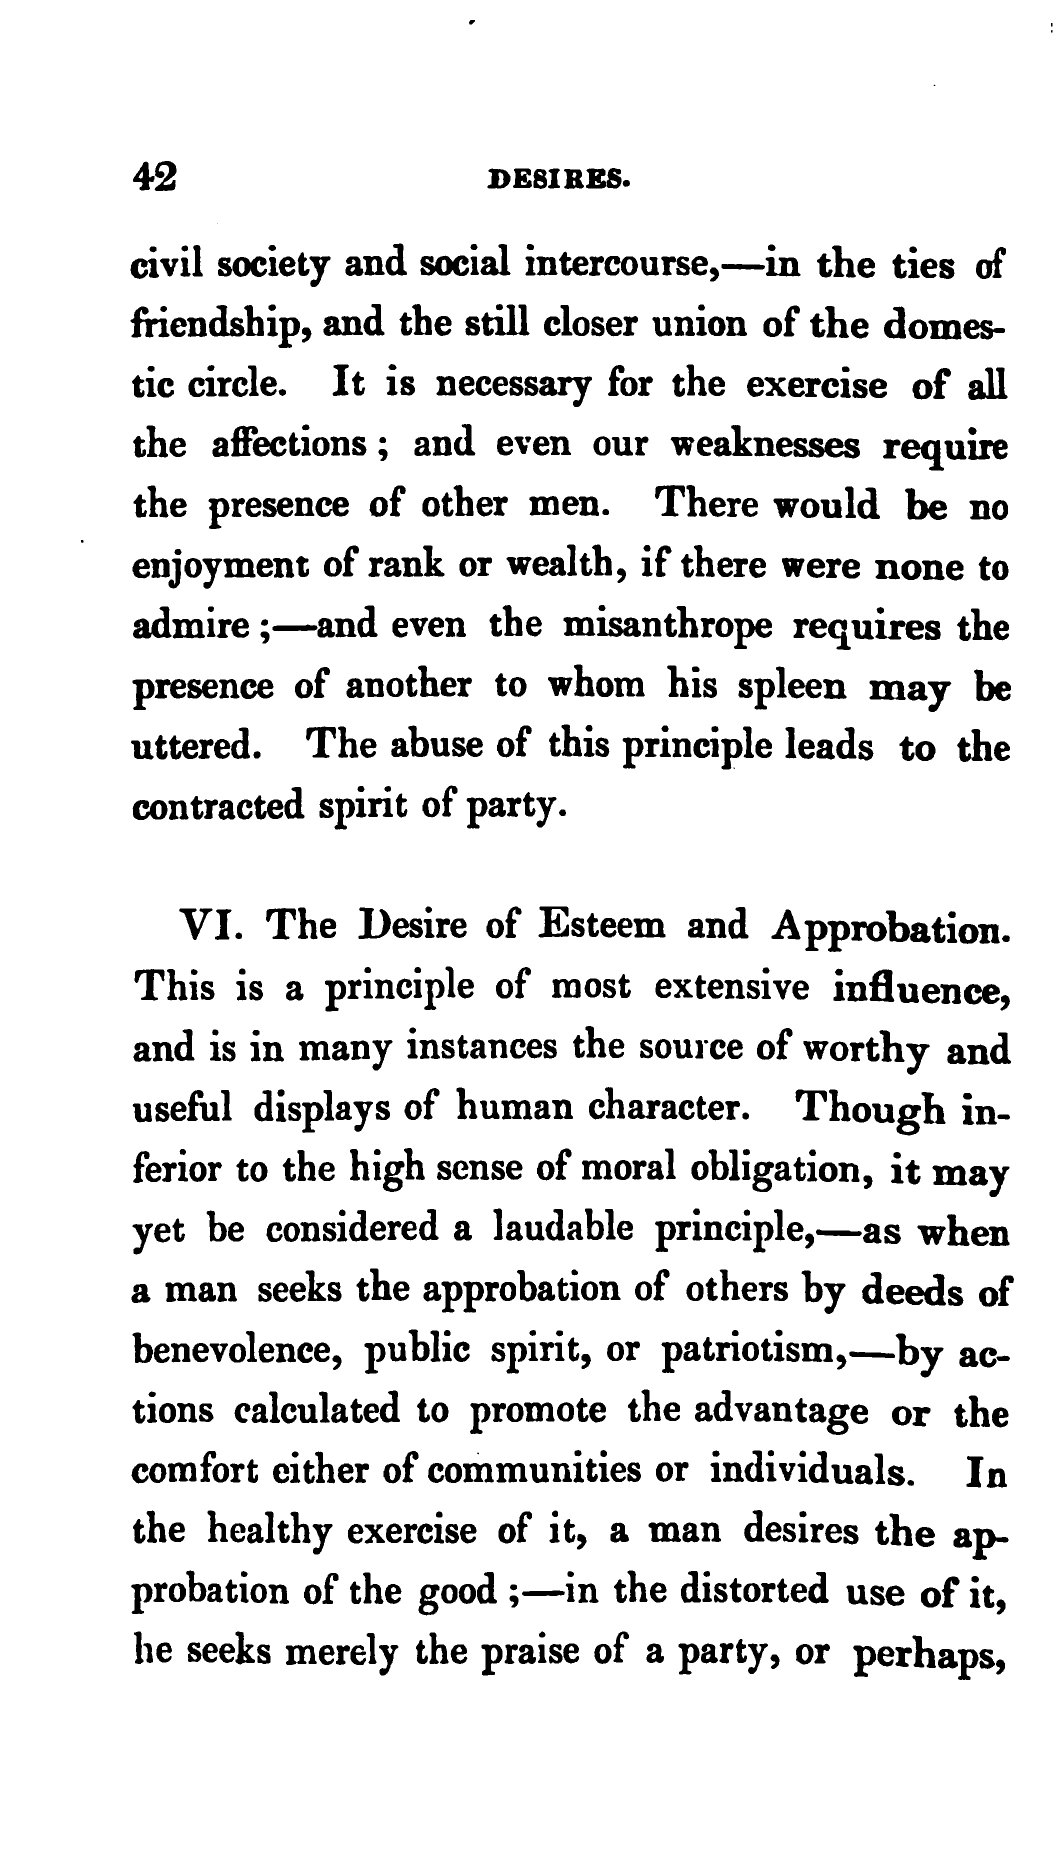 42 DESIRES.
civil society and social intercourse,—in the ties of
friendship, and the still closer union of the domes-
tic circle. It is necessary for the exercise of all
the affections ; and even our weaknesses require
the presence of other men. There would be no
enjoyment of rank or wealth, if there were none to
admire ;—and even the misanthrope requires the
presence of another to whom his spleen may be
uttered. The abuse of this principle leads to the
contracted spirit of party.
VI. The Desire of Esteem and Approbation.
This is a principle of most extensive influence,
and is in many instances the source of worthy and
useful displays of human character. Though in-
ferior to the high sense of moral obligation, it may
yet be considered a laudable principle,—as when
a man seeks the approbation of others by deeds of
benevolence, public spirit, or patriotism,—by ac-
tions calculated to promote the advantage or the
comfort either of communities or individuals. In
the healthy exercise of it, a man desires the ap-
probation of the good ;—in the distorted use of it,
he seeks merely the praise of a party, or perhaps,